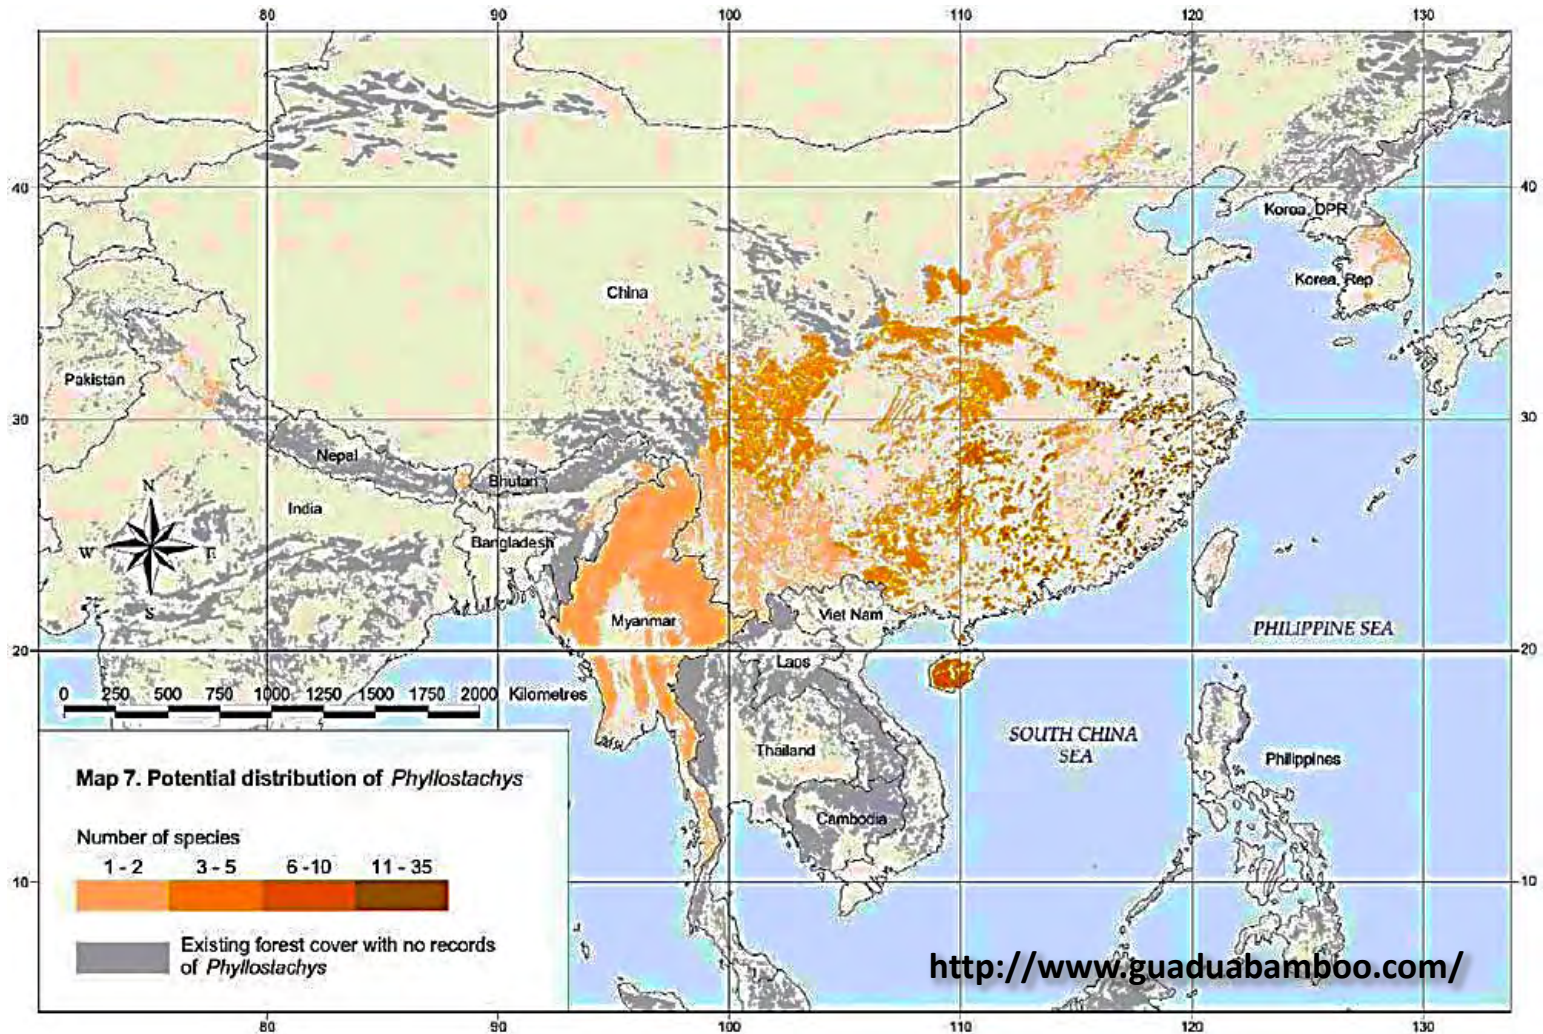 80 90 100 110 120 130
40 40
Korea, DPR
Korea, Rep
China
Pakistan
30 30
Nepal
Bhutan
N
India
W E
Bangladesh
S
Viet Nam
Myanmar
PHILIPPINE SEA
20
Laos
0 2500 500 750 1000 1250 1500 1750 2000 Kilometres
SOUTH CHINA
SEA
Thailand
Philippines
Map 7. Potential distribution of Phyllostachys
Cambodia
Number of species
1 - 2 3 - 5 6 -10 11 - 35
10 10
Existing forest cover with no records
of Phyllostachys
http://www.guaduabamboo.com/
80 90 100 110 120 130